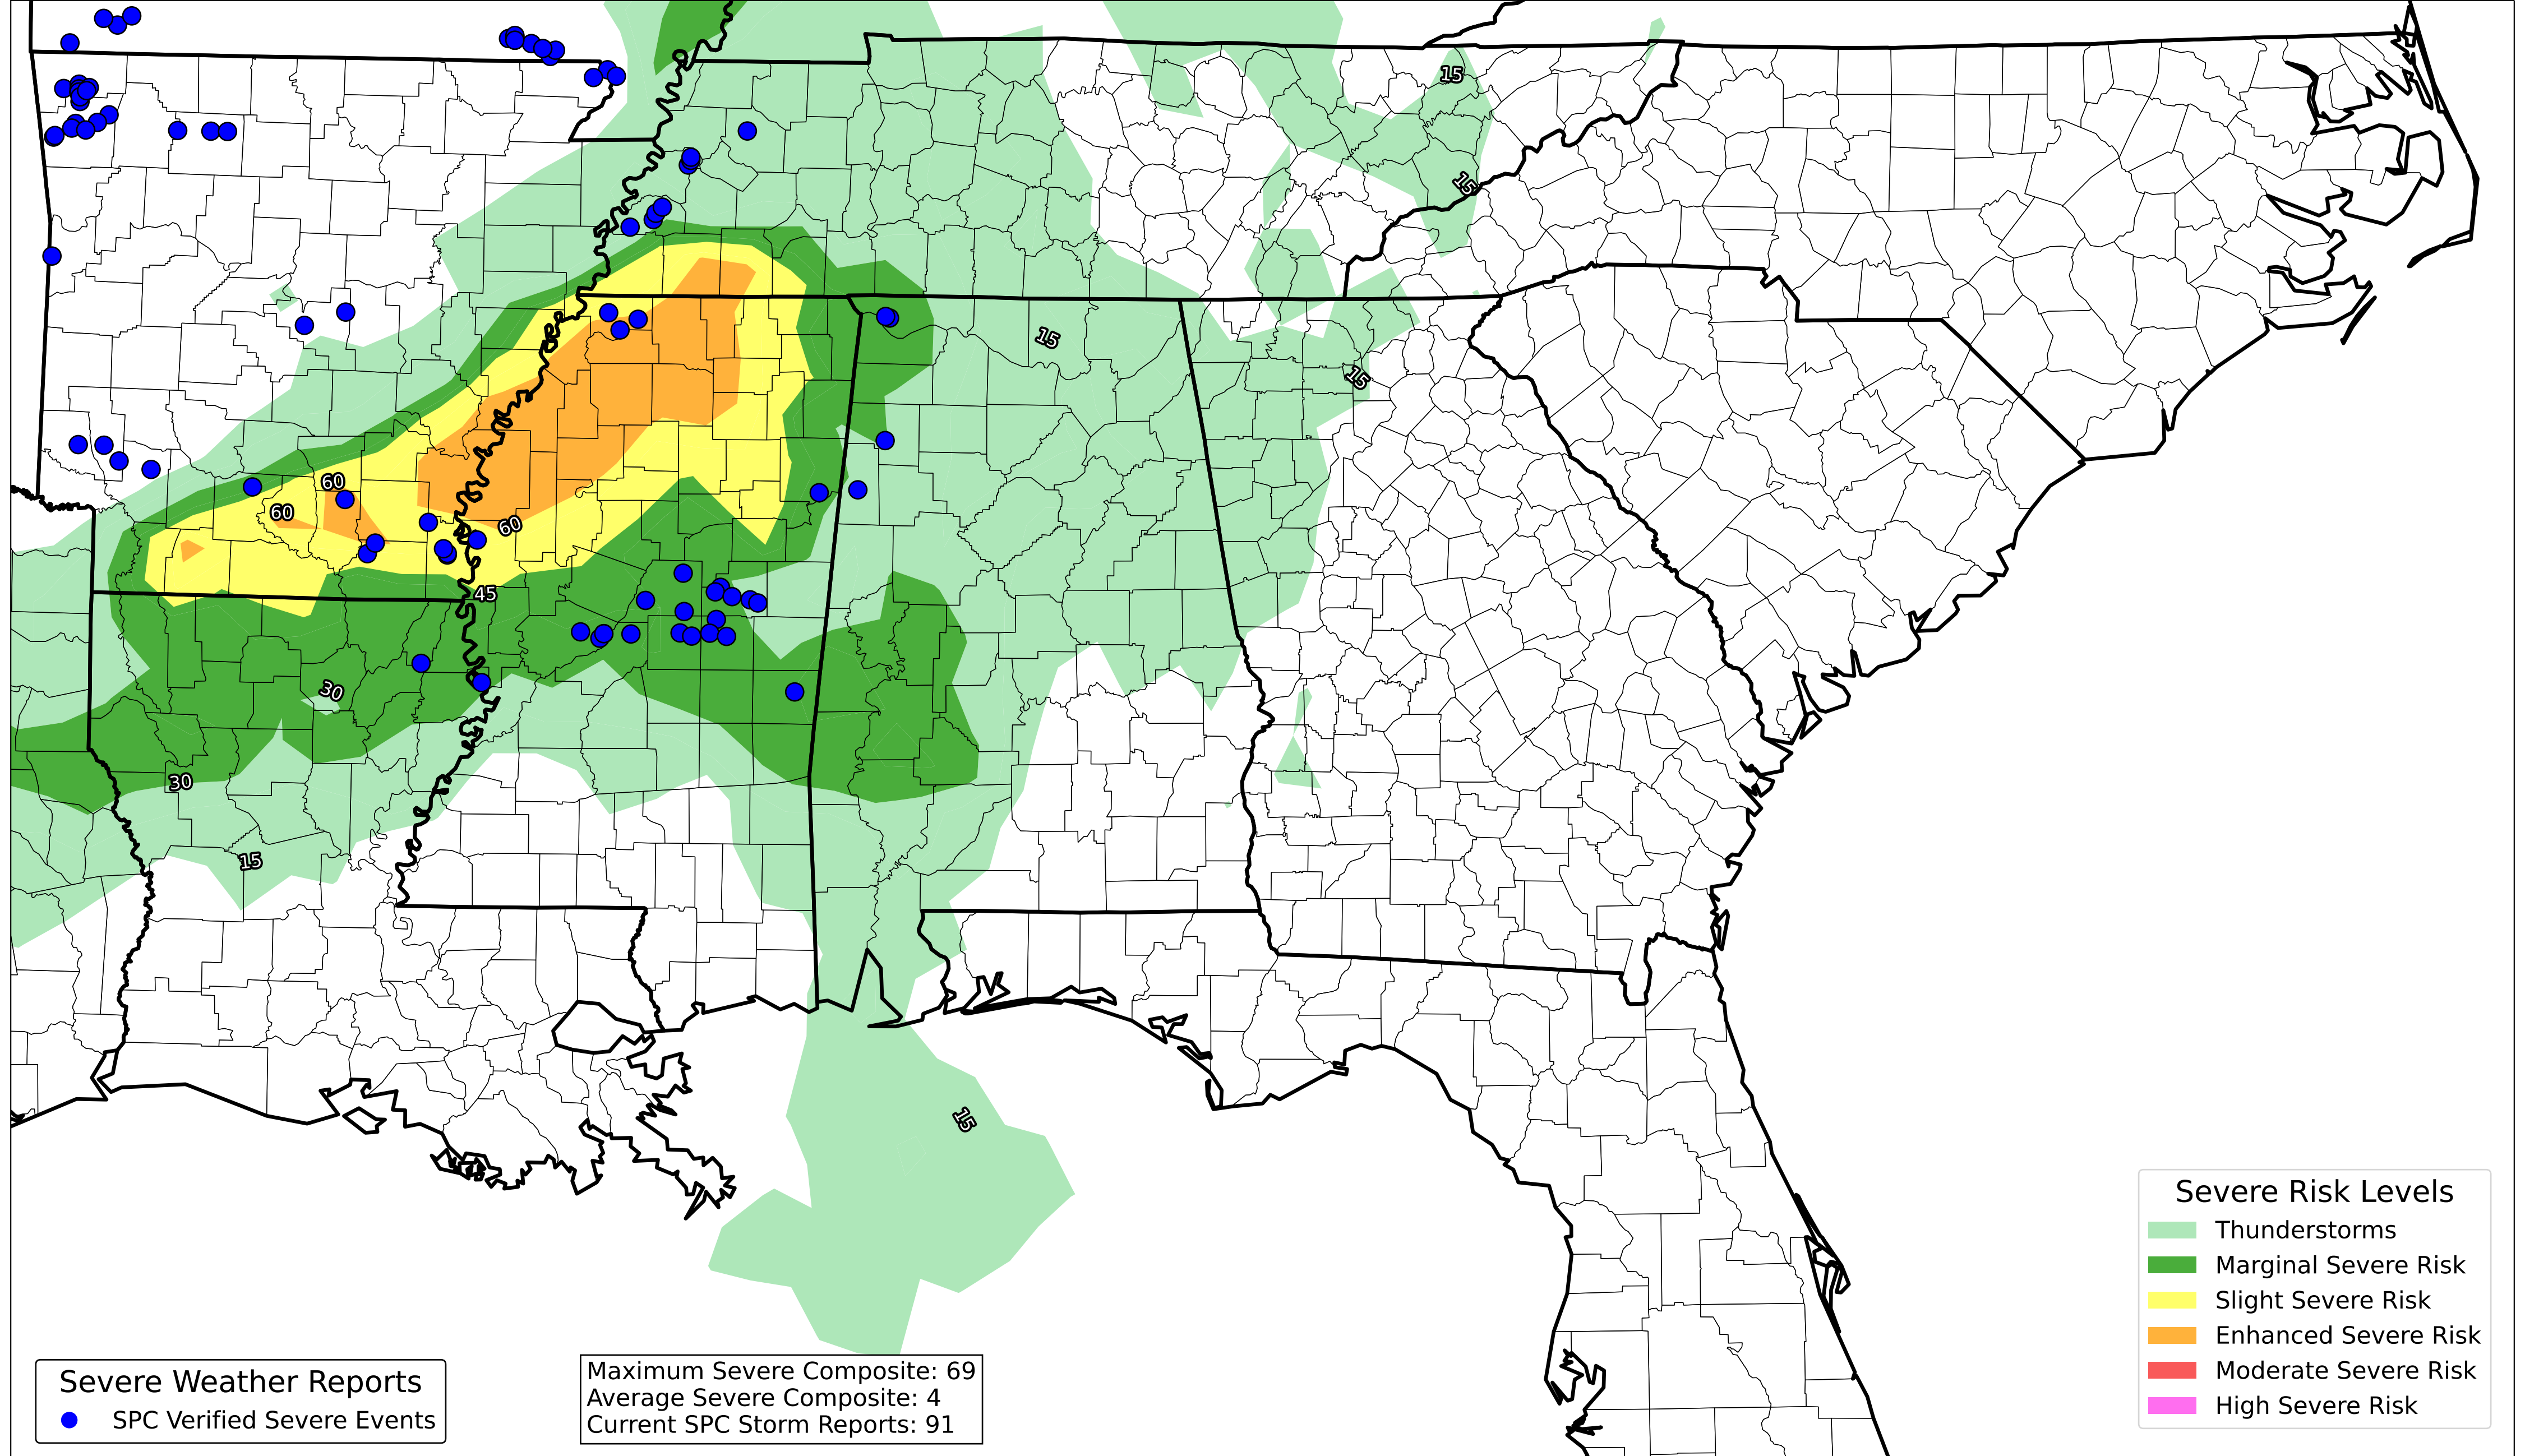 15
15
15
15
60
60
60
45
30
30
15
15
Severe Risk Levels
Thunderstorms
Marginal Severe Risk
Slight Severe Risk
Enhanced Severe Risk
Moderate Severe Risk
High Severe Risk
Severe Weather Reports
SPC Verified Severe Events
Maximum Severe Composite: 69
Average Severe Composite: 4
Current SPC Storm Reports: 91